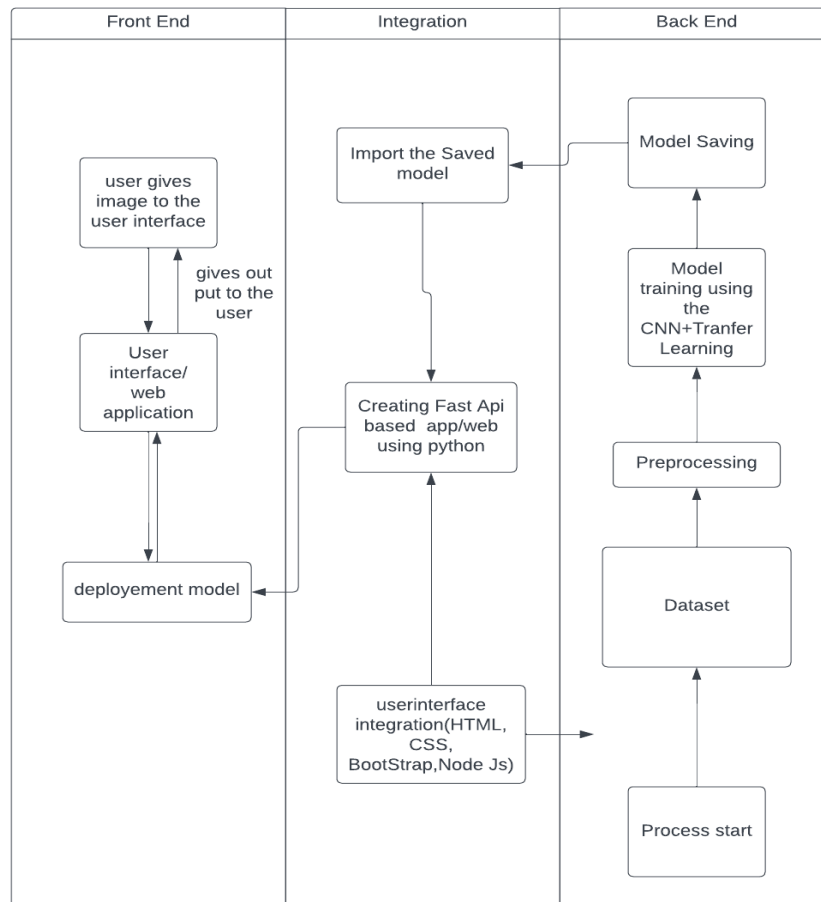 Front End
Integration
Back End
user gives
image to the
user interface
gives out
put to the
user
User
interface/
web
application
deployement model
Import the Saved
model
Creating Fast Api
based  app/web
using python
userinterface
integration(HTML,
CSS,
BootStrap,Node Js)
Model Saving
Model
training using
the
CNN+Tranfer
Learning
Preprocessing
Dataset
Process start